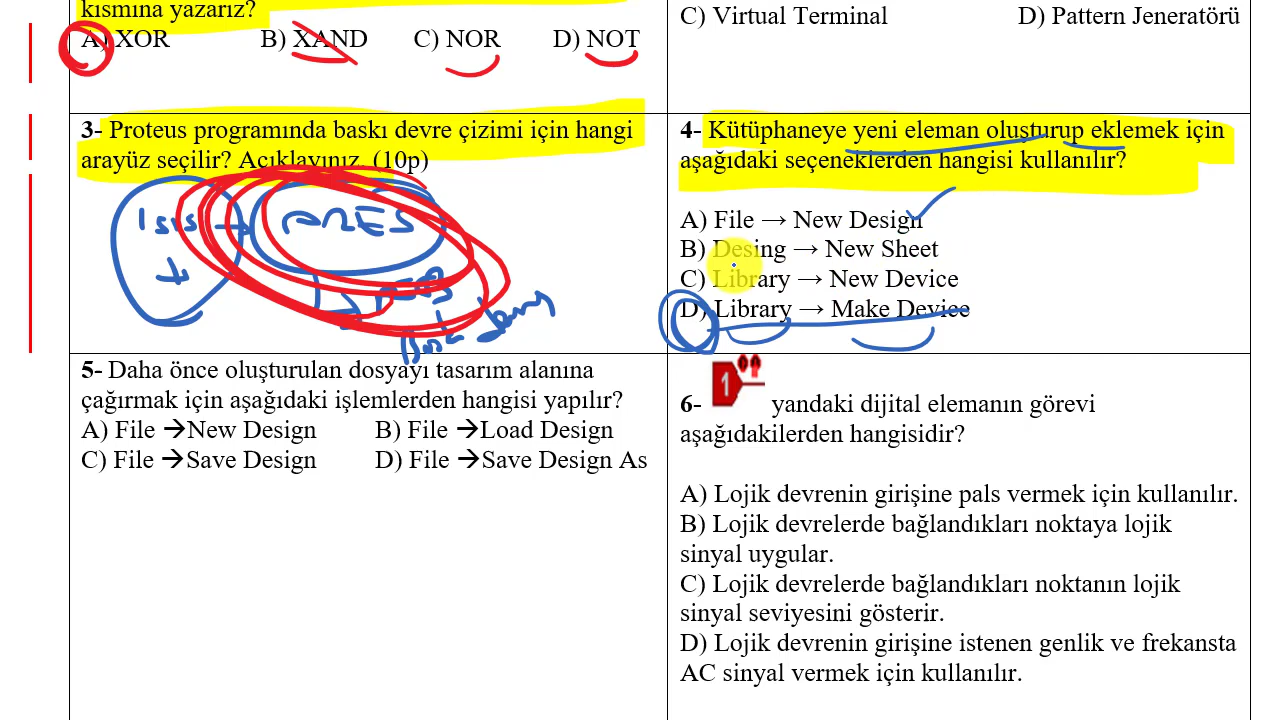 kısmına yazarız?
A) XOR B) XAND C) NOR D) NOT
C) Virtual Terminal D) Pattern Jeneratörü
3- Proteus programında baskı devre çizimi için hangi
arayüz seçilir? Açıklayınız. (10p)
Isis → ARES
Baskı devre
4- Kütüphaneye yeni eleman oluşturup eklemek için
aşağıdaki seçeneklerden hangisi kullanılır?
A) File → New Design
B) Desing → New Sheet
C) Library → New Device
D) Library → Make Device
5- Daha önce oluşturulan dosyayı tasarım alanına
çağırmak için aşağıdaki işlemlerden hangisi yapılır?
A) File →New Design B) File →Load Design
C) File →Save Design D) File →Save Design As
1
6- yandaki dijital elemanın görevi
aşağıdakilerden hangisidir?
A) Lojik devrenin girişine pals vermek için kullanılır.
B) Lojik devrelerde bağlandıkları noktaya lojik
sinyal uygular.
C) Lojik devrelerde bağlandıkları noktanın lojik
sinyal seviyesini gösterir.
D) Lojik devrenin girişine istenen genlik ve frekansta
AC sinyal vermek için kullanılır.